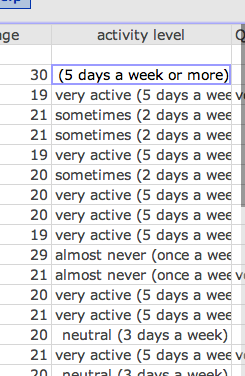 ge activity level Q
30 (5 days a week or more)
19 very active (5 days a wee
21 sometimes (2 days a wee
21 sometimes (2 days a wee
19 very active (5 days a wee
20 sometimes (2 days a wee
20 very active (5 days a wee
20 very active (5 days a wee
19 very active (5 days a wee
29 almost never (once a wee
21 almost never (once a wee
20 very active (5 days a wee
21 very active (5 days a wee
20 neutral (3 days a week)
21 very active (5 days a wee
20 neutral (3 days a week)